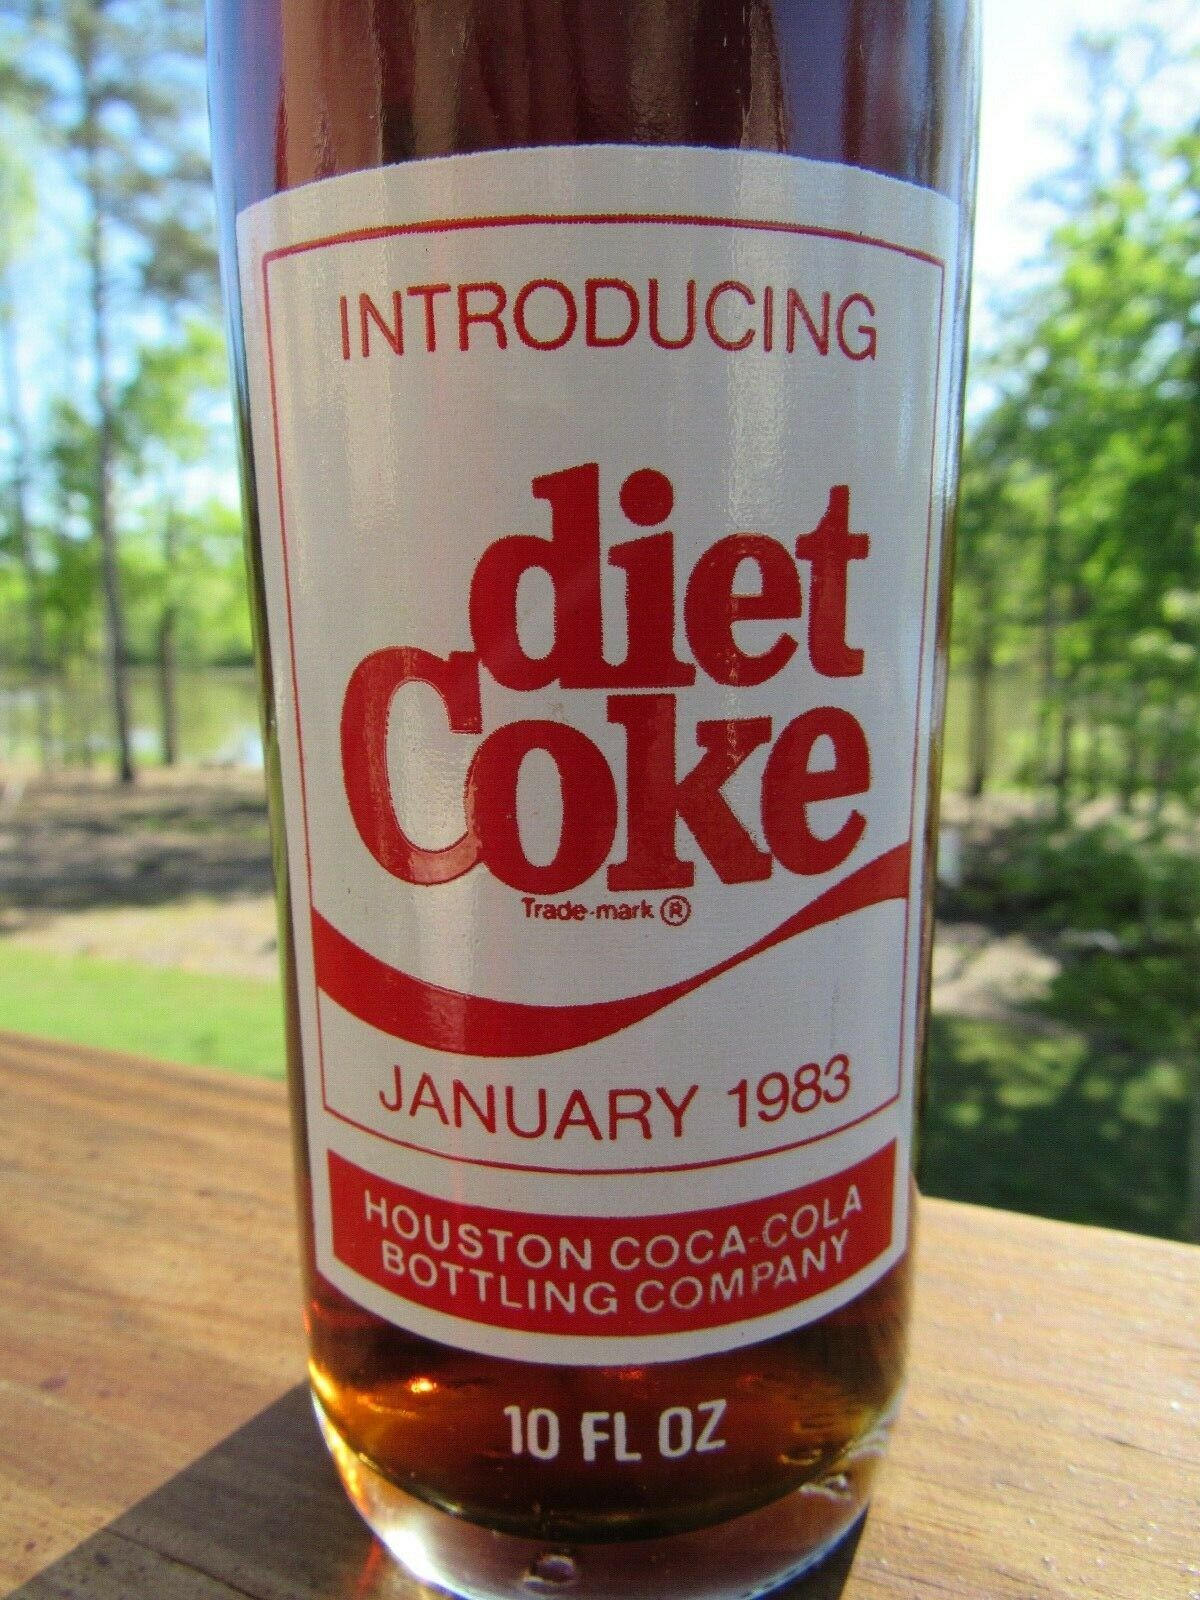 INTRODUCING
diet
Coke
Trade-mark ®
JANUARY 1983
HOUSTON COCA-COLA
BOTTLING COMPANY
10 FL OZ